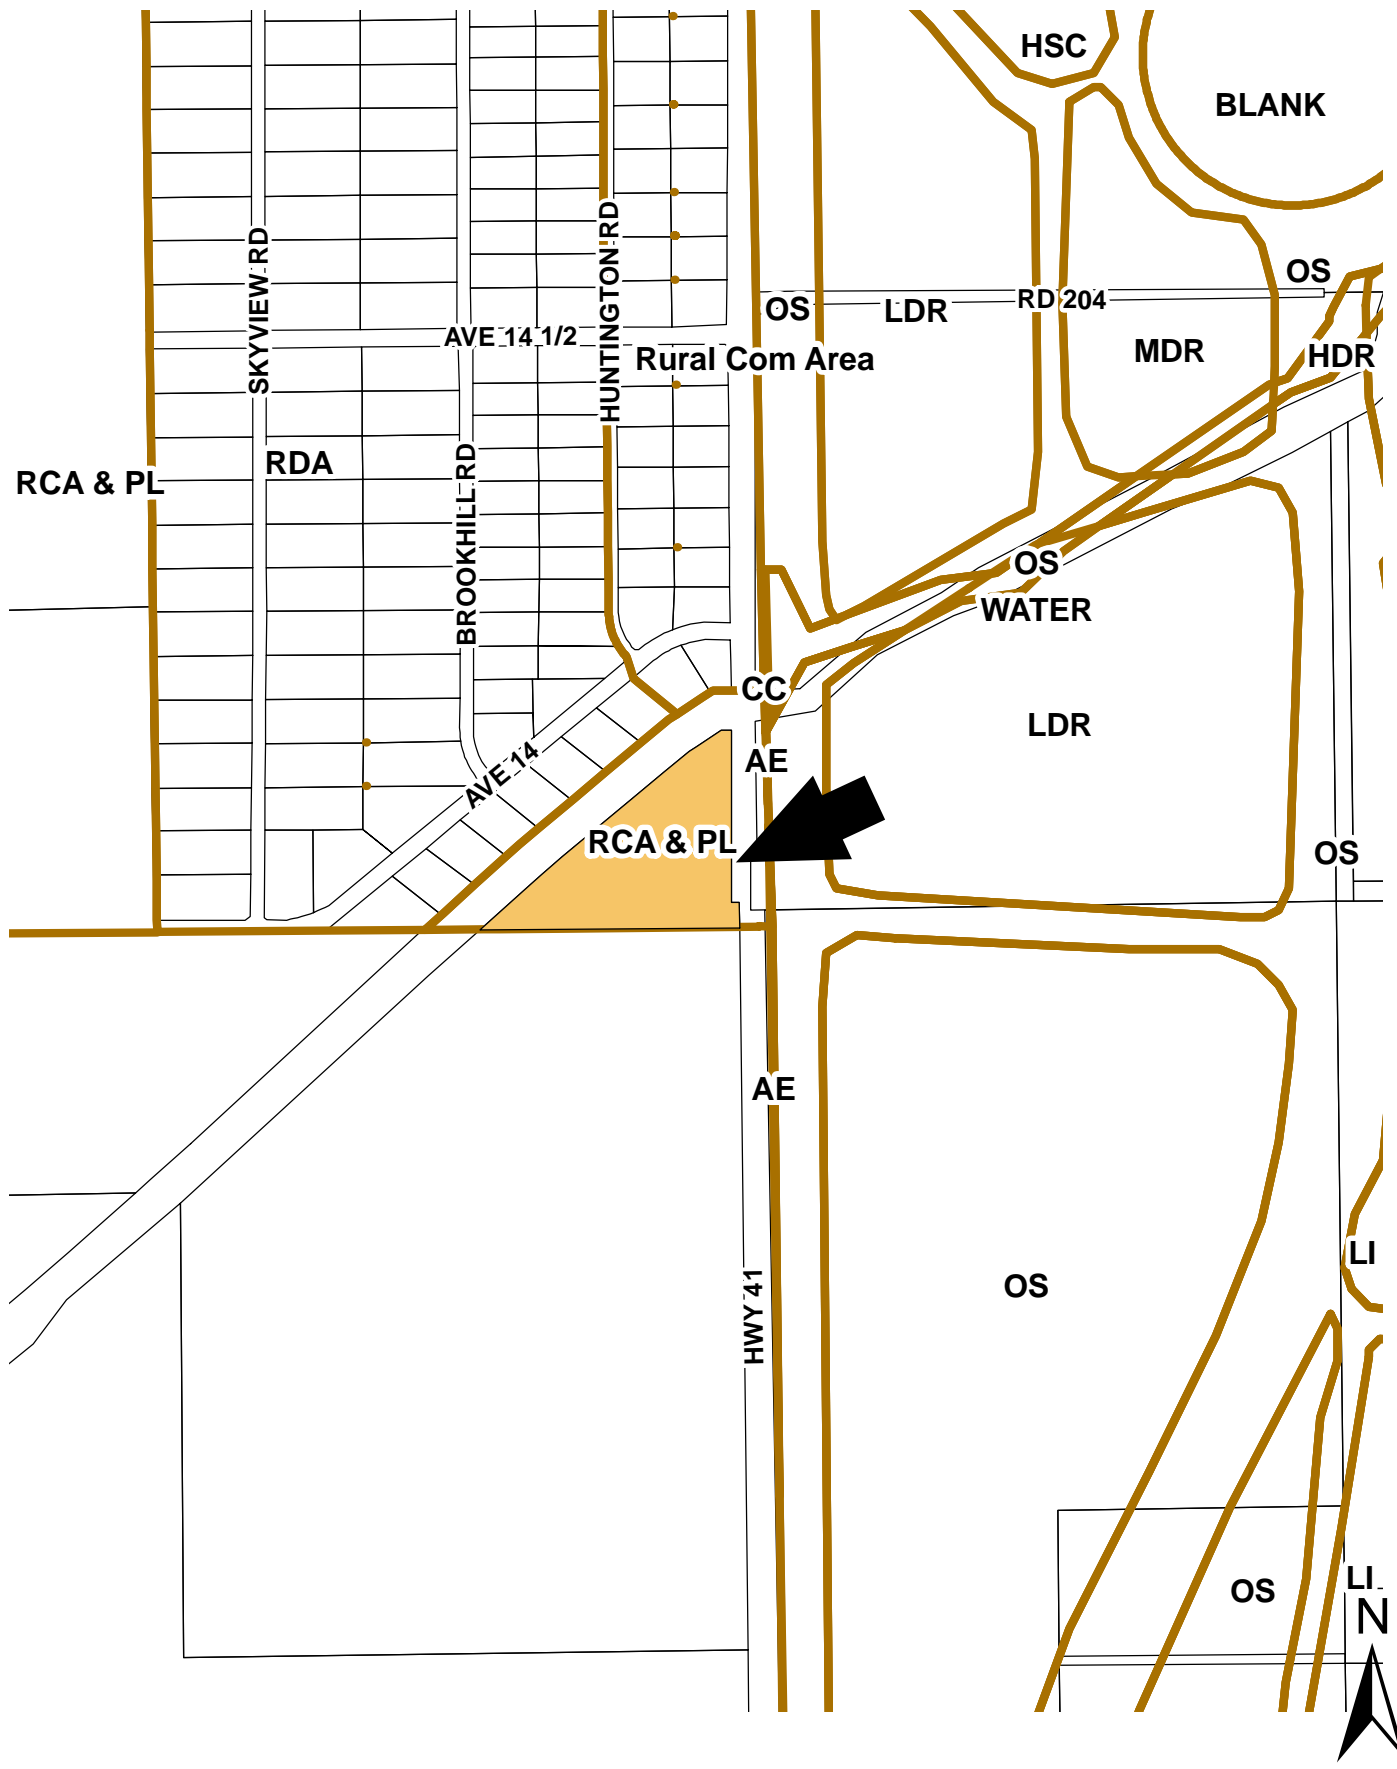 HSC
BLANK
SKYVIEW RD
HUNTINGTON RD
OS
OS
LDR
RD 204
AVE 14 1/2
Rural Com Area
MDR
HDR
RDA
RCA & PL
BROOKHILL RD
OS
WATER
CC
LDR
AE
AVE 14
RCA & PL
OS
AE
LI
HWY 41
OS
LI
OS
N